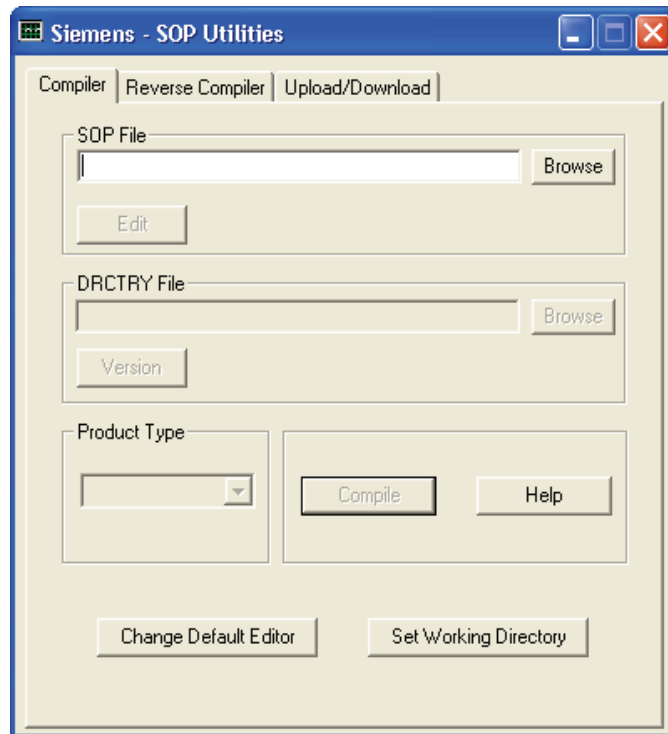 Siemens - SOP Utilities
Compiler Reverse Compiler Upload/Download
SOP File
Browse
Edit
DRCTRY File
Browse
Version
Product Type
Compile Help
Change Default Editor Set Working Directory